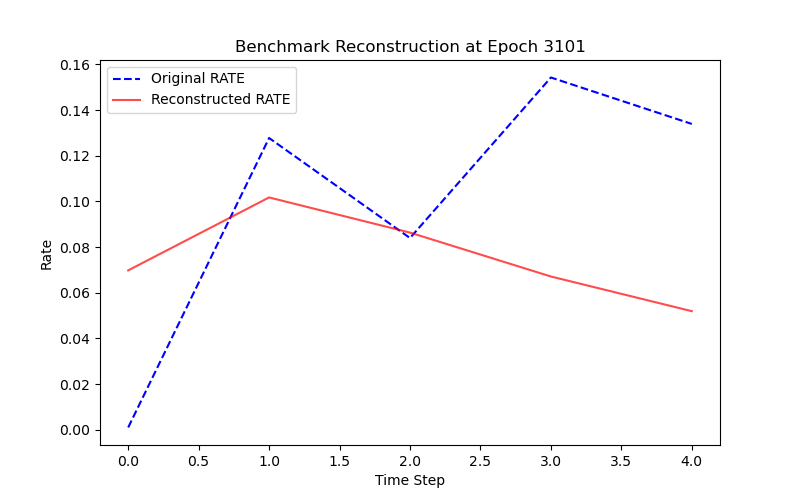 Benchmark Reconstruction at Epoch 3101
Original RATE
Reconstructed RATE
Rate
0.16
0.14
0.12
0.10
0.08
0.06
0.04
0.02
0.00
0.0 0.5 1.0 1.5 2.0 2.5 3.0 3.5 4.0
Time Step